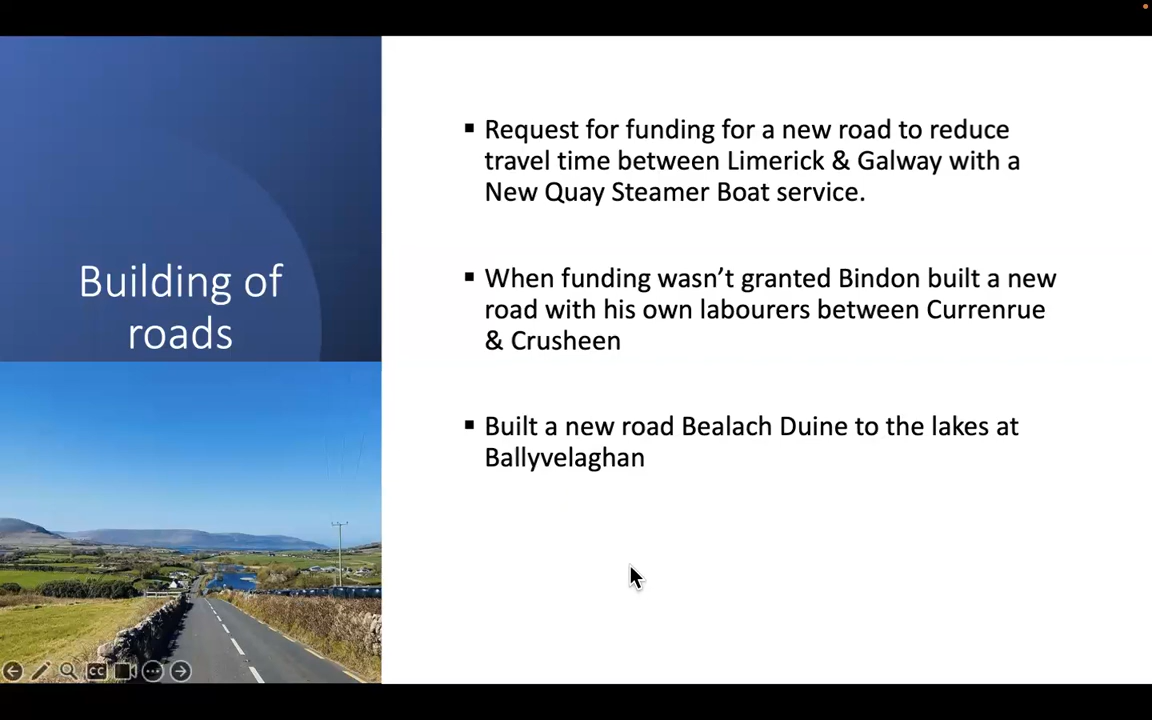 Building of
roads
▪ Request for funding for a new road to reduce
travel time between Limerick & Galway with a
New Quay Steamer Boat service.
▪ When funding wasn’t granted Bindon built a new
road with his own labourers between Currenrue
& Crusheen
▪ Built a new road Bealach Duine to the lakes at
Ballyvelaghan
CC